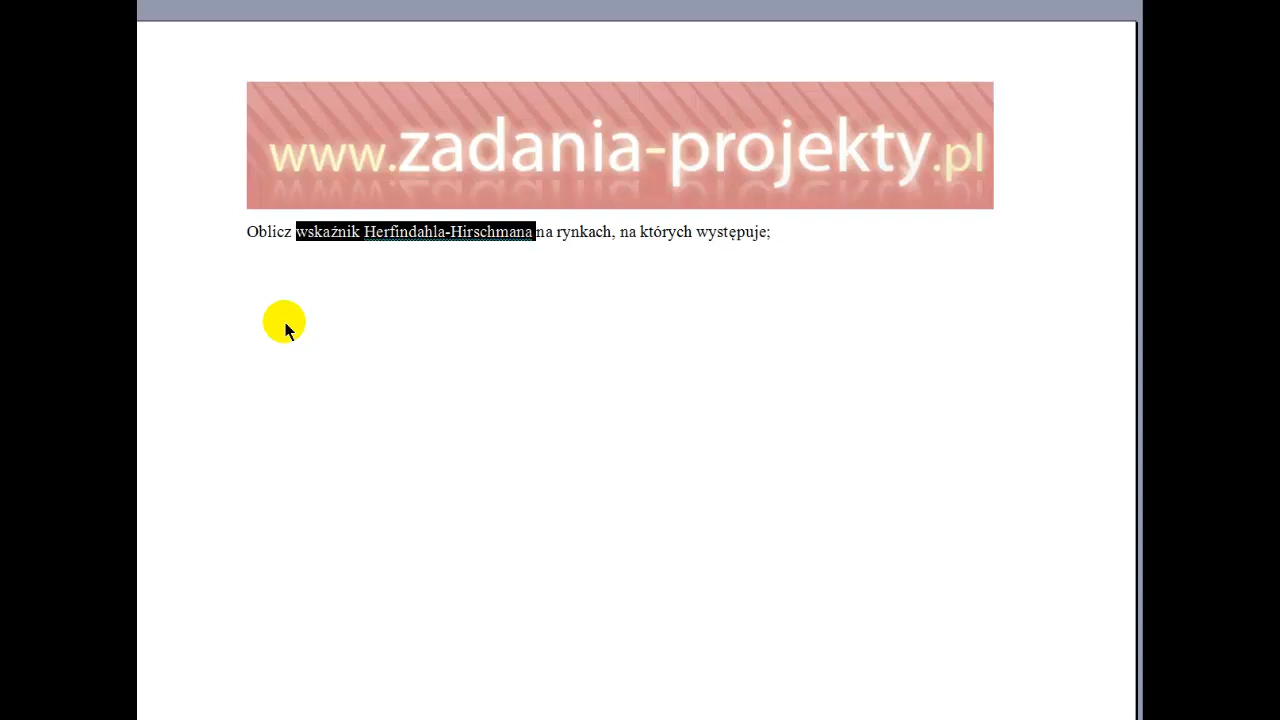 www.zadania-projekty.pl
Oblicz wskaźnik Herfindahla-Hirschmana na rynkach, na których występuje;